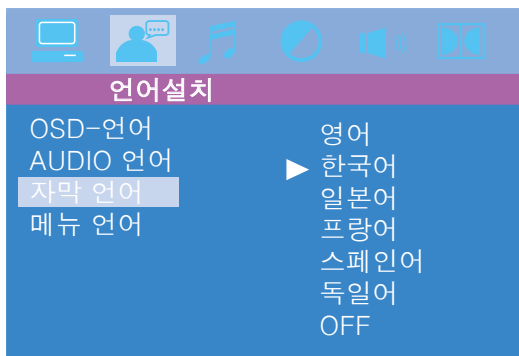 언어설치
OSD-언어
AUDIO 언어
자막 언어
메뉴 언어
영어
한국어
일본어
프랑어
스페인어
독일어
OFF